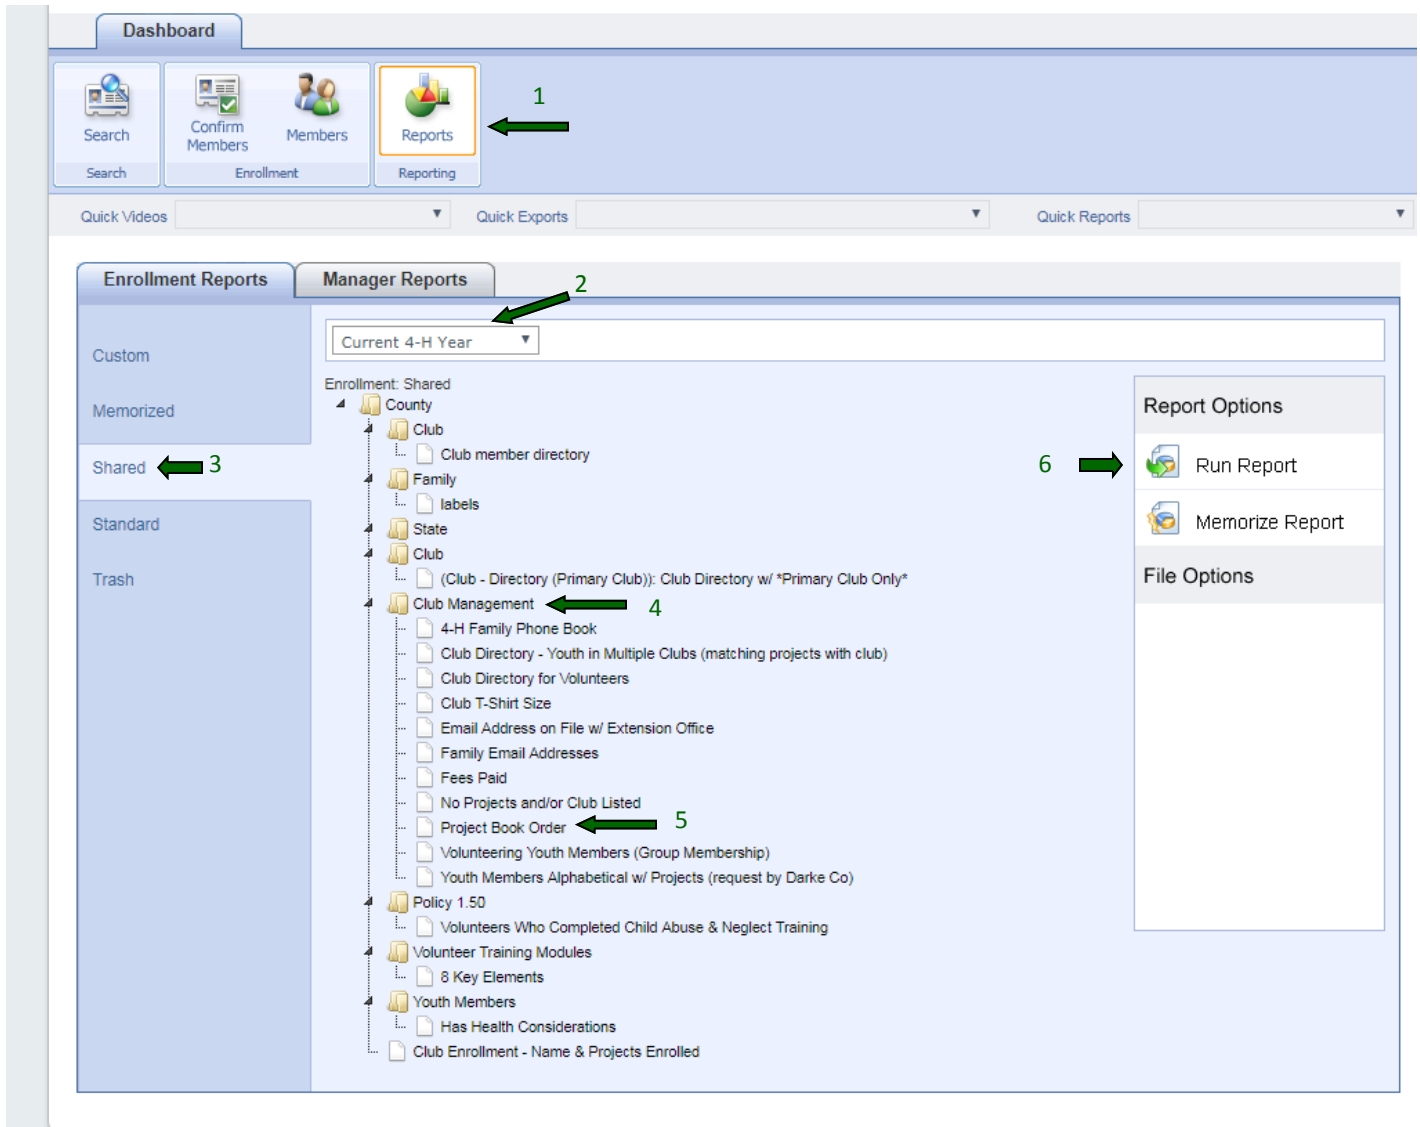 Dashboard
Search
Confirm Members
Members
Reports
1
Search
Enrollment
Reporting
Quick Videos
Quick Exports
Quick Reports
Enrollment Reports
Manager Reports
2
Current 4-H Year
Custom
Memorized
Shared
3
Standard
Trash
Enrollment: Shared
County
Club
Club member directory
Family
labels
State
Club
(Club - Directory (Primary Club)): Club Directory w/ *Primary Club Only*
Club Management
4
4-H Family Phone Book
Club Directory - Youth in Multiple Clubs (matching projects with club)
Club Directory for Volunteers
Club T-Shirt Size
Email Address on File w/ Extension Office
Family Email Addresses
Fees Paid
No Projects and/or Club Listed
Project Book Order
5
Volunteering Youth Members (Group Membership)
Youth Members Alphabetical w/ Projects (request by Darke Co)
Policy 1.50
Volunteers Who Completed Child Abuse & Neglect Training
Volunteer Training Modules
8 Key Elements
Youth Members
Has Health Considerations
Club Enrollment - Name & Projects Enrolled
Report Options
6
Run Report
Memorize Report
File Options